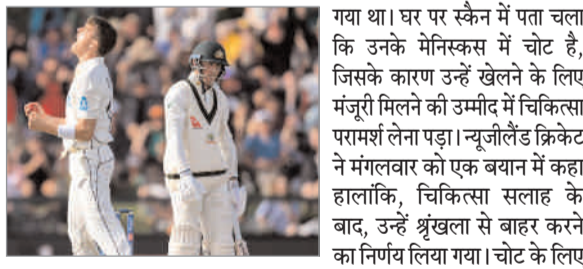 गया था। घर पर स्कैन में पता चला
कि उनके मेनिस्कस में चोट है,
जिसके कारण उन्हें खेलने के लिए
मंजूरी मिलने की उम्मीद में चिकित्सा
परामर्श लेना पड़ा। न्यूजीलैंड क्रिकेट
ने मंगलवार को एक बयान में कहा
हालांकि, चिकित्सा सलाह के
बाद, उन्हें श्रृंखला से बाहर करने
का निर्णय लिया गया। चोट के लिए